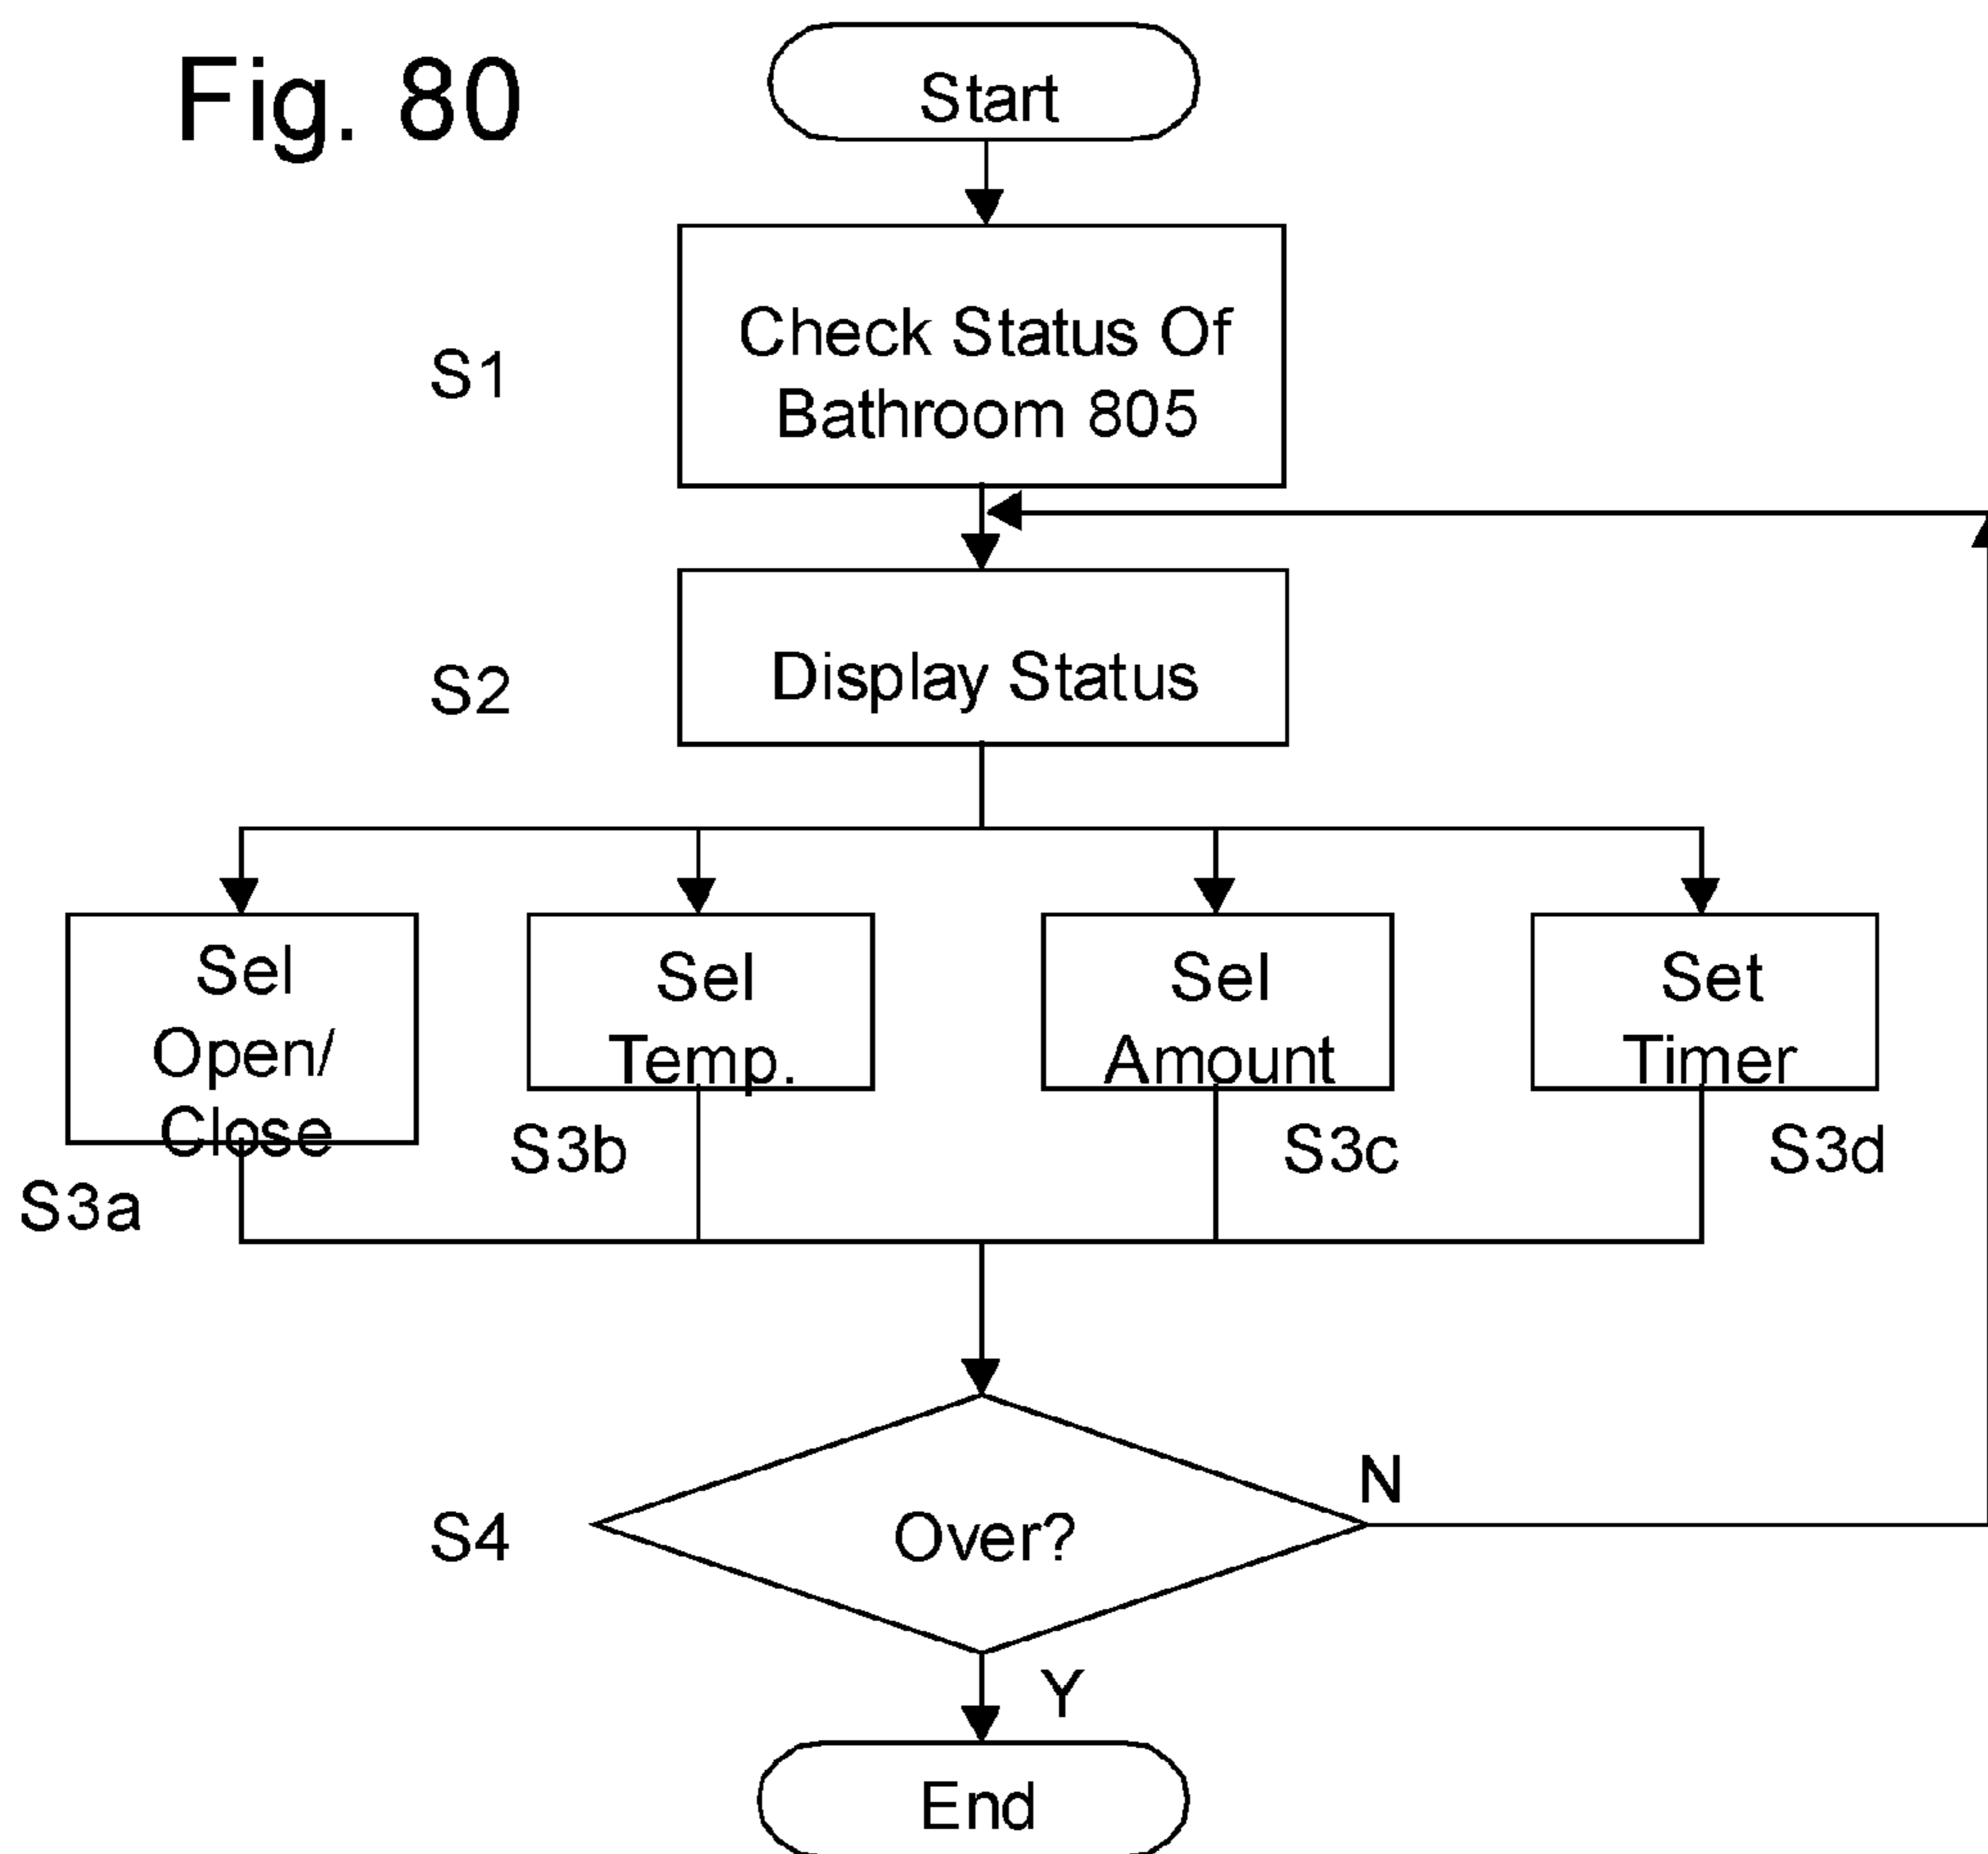 Fig. 80
Start
S1
Check Status Of
Bathroom 805
S2
Display Status
Sel
Open/
Close
S3a
Sel
Temp.
S3b
Sel
Amount
S3c
Set
Timer
S3d
S4
Over?
N
Y
End